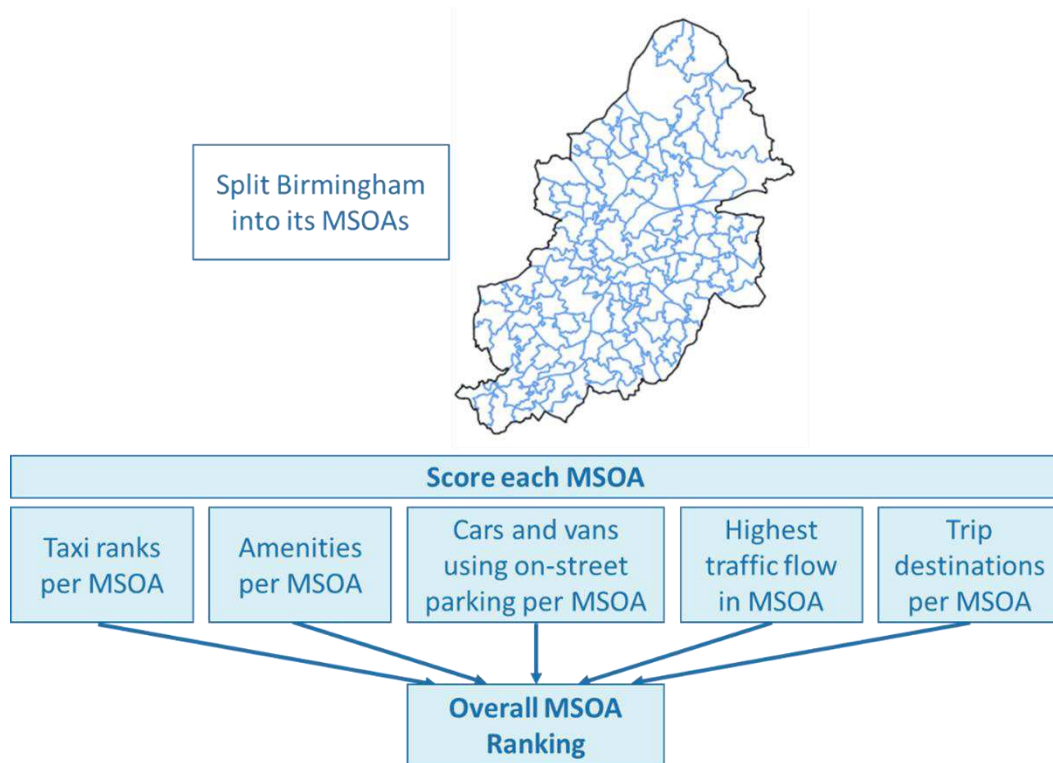 Split Birmingham
into its MSOAs
Score each MSOA
Taxi ranks
per MSOA
Amenities
per MSOA
Cars and vans
using on-street
parking per MSOA
Highest
traffic flow
in MSOA
Trip
destinations
per MSOA
Overall MSOA
Ranking